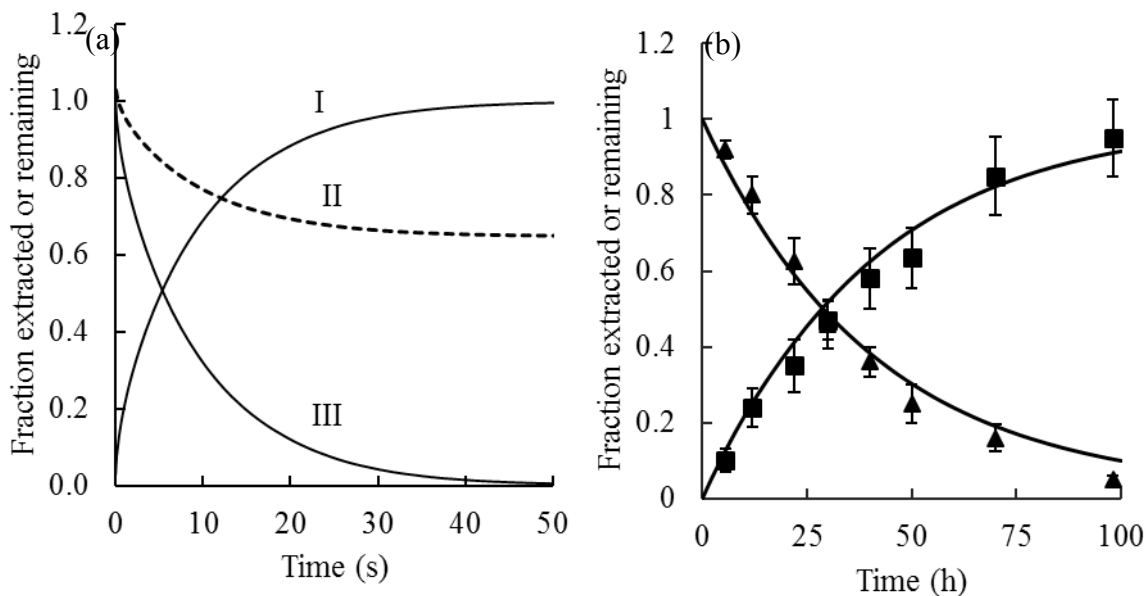 (a)
1.2
1.0
0.8
0.6
0.4
0.2
0.0
Fraction extracted or remaining
I
II
III
0 10 20 30 40 50
Time (s)
(b)
1.2
1
0.8
0.6
0.4
0.2
0
Fraction extracted or remaining
0 25 50 75 100
Time (h)